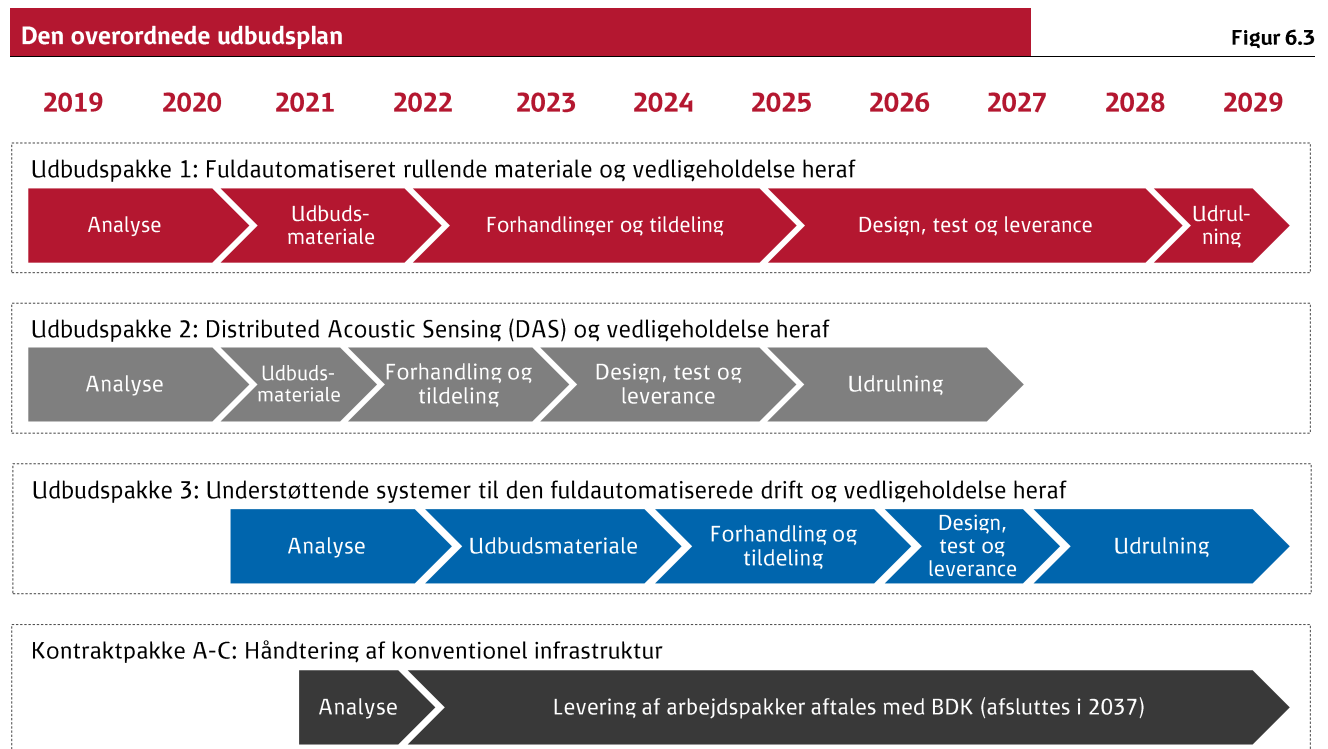 Den overordnede udbudsplan
Figur 6.3
2019 2020 2021 2022 2023 2024 2025 2026 2027 2028 2029
Udbudspakke 1: Fuldautomatiseret rullende materiale og vedligeholdelse heraf
Analyse
Udbuds-
materiale
Forhandlinger og tildeling
Design, test og leverance
Udrul-
ning
Udbudspakke 2: Distributed Acoustic Sensing (DAS) og vedligeholdelse heraf
Analyse
Udbuds-
materiale
Forhandling og
tildeling
Design, test og
leverance
Udrulning
Udbudspakke 3: Understøttende systemer til den fuldautomatiserede drift og vedligeholdelse heraf
Analyse
Udbudsmateriale
Forhandling og
tildeling
Design,
test og
leverance
Udrulning
Kontraktpakke A-C: Håndtering af konventionel infrastruktur
Analyse
Levering af arbejdspakker aftales med BDK (afsluttes i 2037)